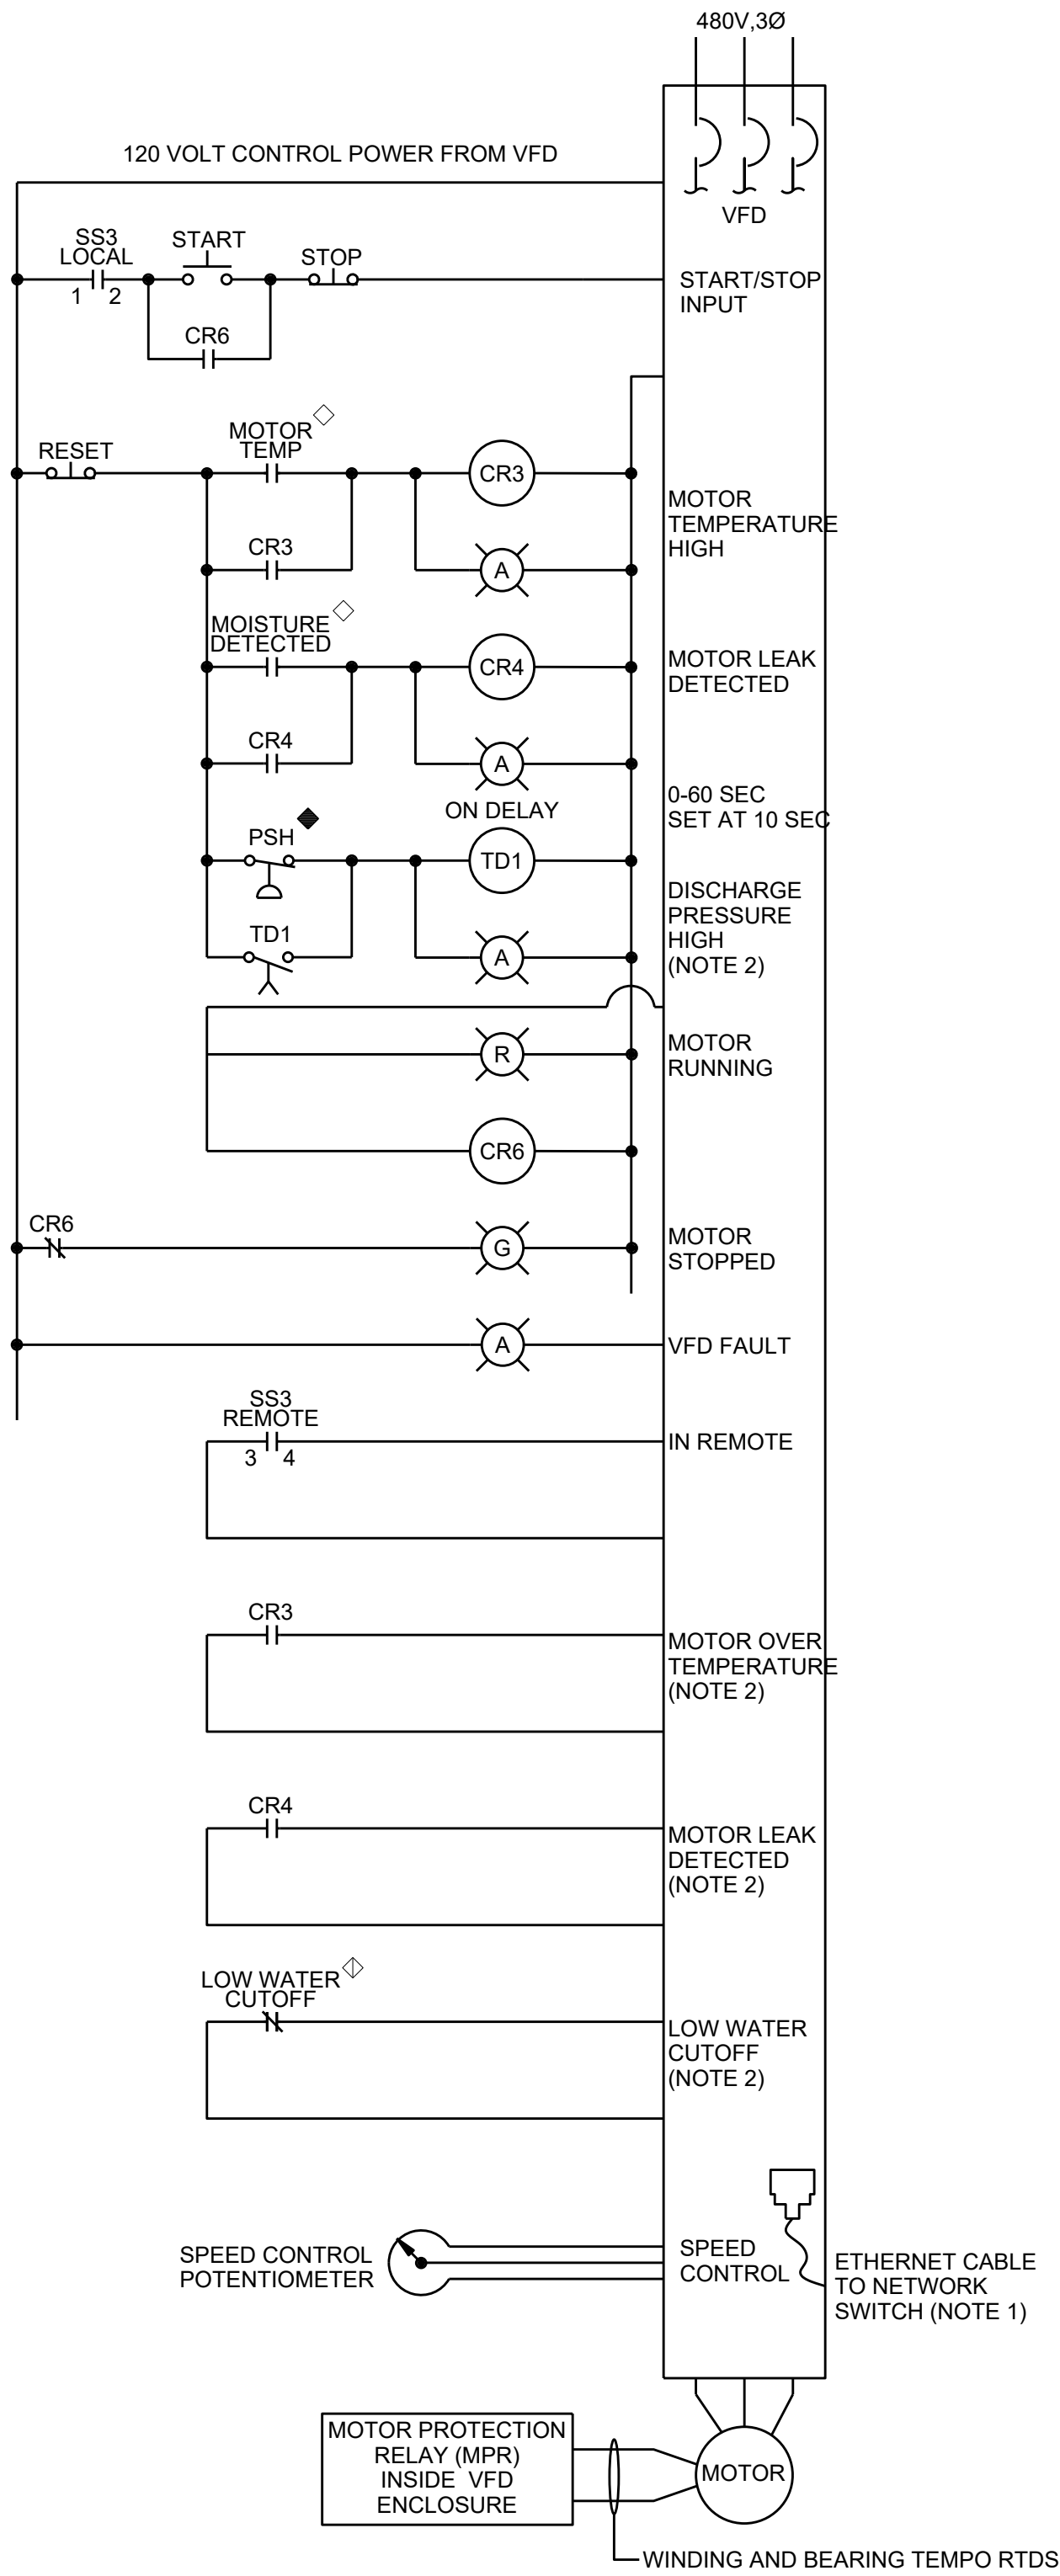 480V,3Ø
120 VOLT CONTROL POWER FROM VFD
VFD
SS3
LOCAL
1 2
START
STOP
START/STOP
INPUT
CR6
RESET
MOTOR
TEMP
CR3
MOTOR
TEMPERATURE
HIGH
CR3
A
MOISTURE
DETECTED
CR4
MOTOR LEAK
DETECTED
CR4
A
ON DELAY
0-60 SEC
SET AT 10 SEC
PSH
TD1
DISCHARGE
PRESSURE
HIGH
(NOTE 2)
TD1
A
R
MOTOR
RUNNING
CR6
CR6
G
MOTOR
STOPPED
A
VFD FAULT
SS3
REMOTE
3 4
IN REMOTE
CR3
MOTOR OVER
TEMPERATURE
(NOTE 2)
CR4
MOTOR LEAK
DETECTED
(NOTE 2)
LOW WATER
CUTOFF
LOW WATER
CUTOFF
(NOTE 2)
SPEED CONTROL
POTENTIOMETER
SPEED
CONTROL
ETHERNET CABLE
TO NETWORK
SWITCH (NOTE 1)
MOTOR PROTECTION
RELAY (MPR)
INSIDE VFD
ENCLOSURE
MOTOR
WINDING AND BEARING TEMPO RTDS